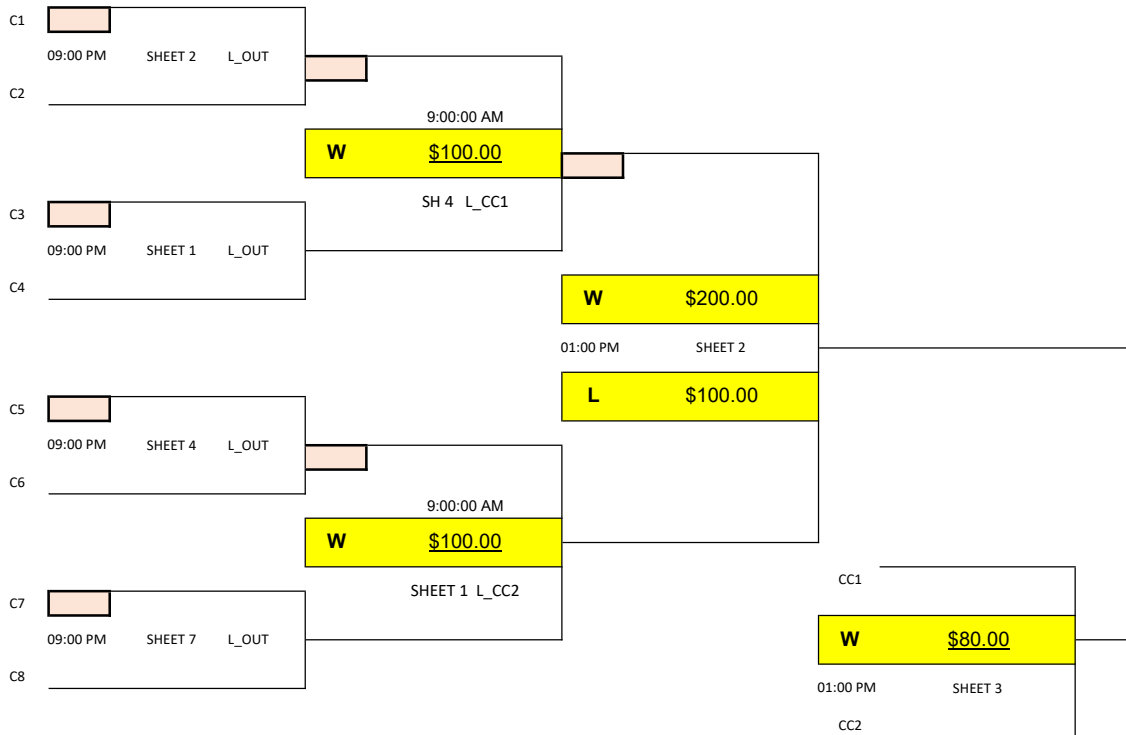 C1
09:00 PM SHEET 2 L_OUT
C2
9:00:00 AM
W $100.00
SH 4 L_CC1
C3
09:00 PM SHEET 1 L_OUT
C4
W $200.00
01:00 PM SHEET 2
L $100.00
C5
09:00 PM SHEET 4 L_OUT
C6
9:00:00 AM
W $100.00
SHEET 1 L_CC2
C7
09:00 PM SHEET 7 L_OUT
C8
CC1
W $80.00
01:00 PM SHEET 3
CC2